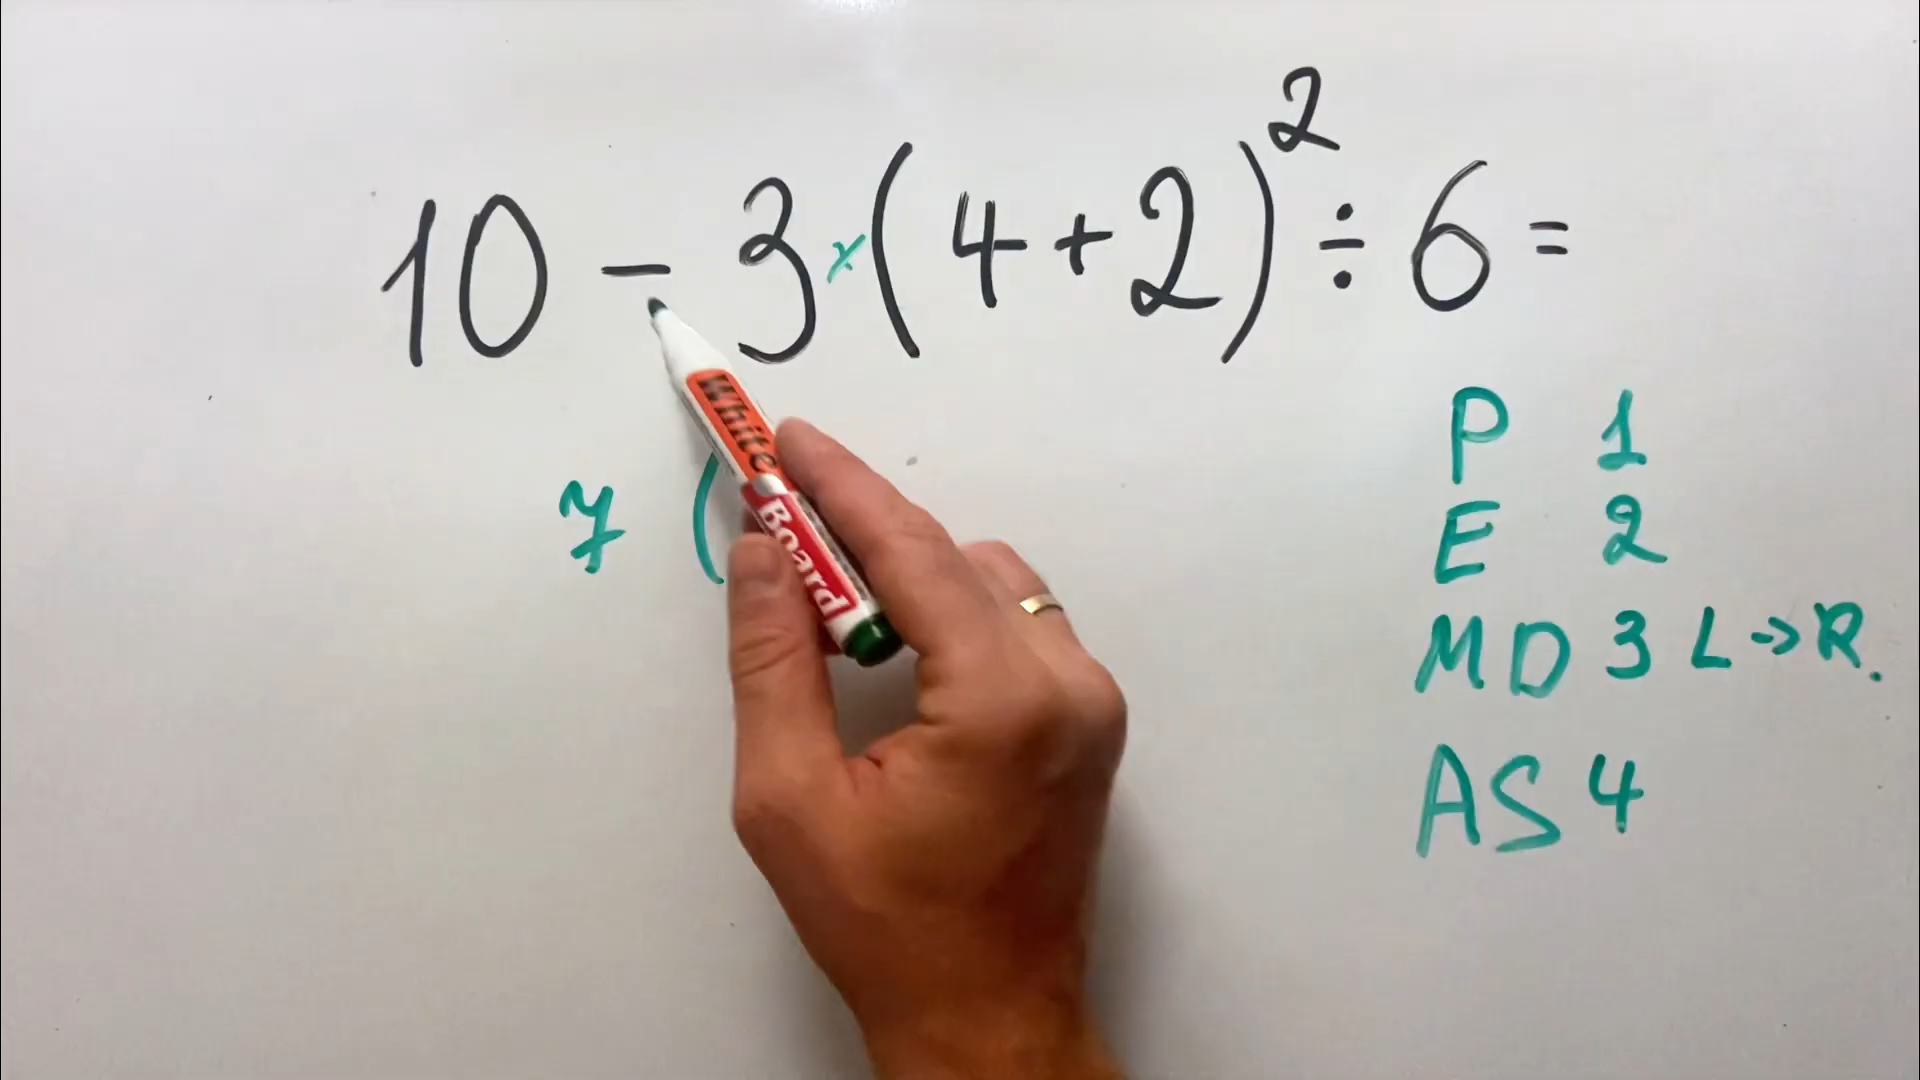 10 - 3 × (4 + 2)² ÷ 6 =
7 (
P 1
E 2
MD 3 L → R.
AS 4
White
Board